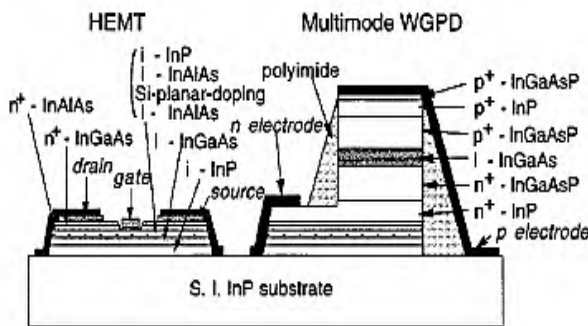 HEMT
Multimode WGPD
i - InP
i - InAlAs
Si-planar-doping
i - InAlAs
n+ - InAlAs
n+ - InGaAs
i - InGaAs
drain
gate
i - InP
source
polyimide
n electrode
p+ - InGaAsP
p+ - InP
p+ - InGaAsP
i - InGaAs
n+ - InGaAsP
n+ - InP
p electrode
S. I. InP substrate